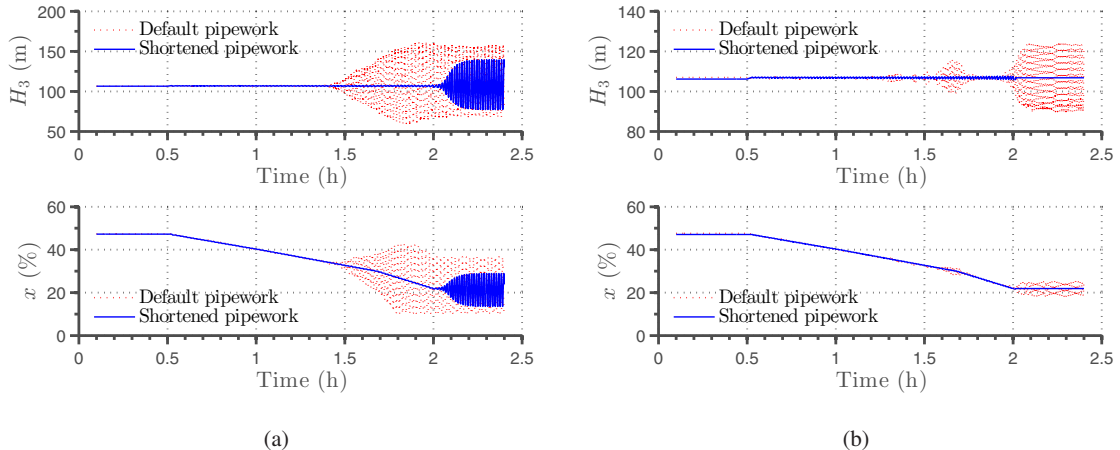 200
150
100
50
H3 (m)
Default pipework
Shortened pipework
0 0.5 1 1.5 2 2.5
Time (h)
60
40
20
0
x (%)
Default pipework
Shortened pipework
0 0.5 1 1.5 2 2.5
Time (h)
(a)
140
120
100
80
H3 (m)
Default pipework
Shortened pipework
0 0.5 1 1.5 2 2.5
Time (h)
60
40
20
0
x (%)
Default pipework
Shortened pipework
0 0.5 1 1.5 2 2.5
Time (h)
(b)